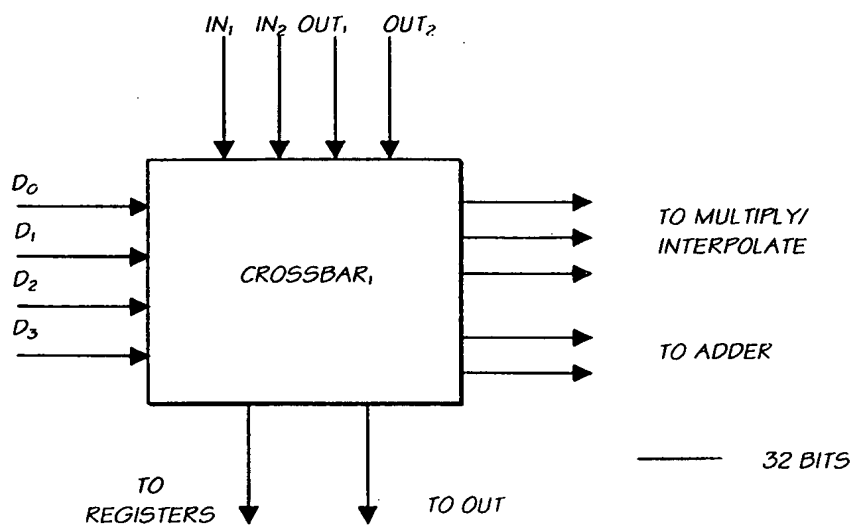 IN₁ IN₂ OUT₁ OUT₂
D₀
D₁
D₂
D₃
CROSSBAR₁
TO MULTIPLY/
INTERPOLATE
TO ADDER
32 BITS
TO
REGISTERS
TO OUT